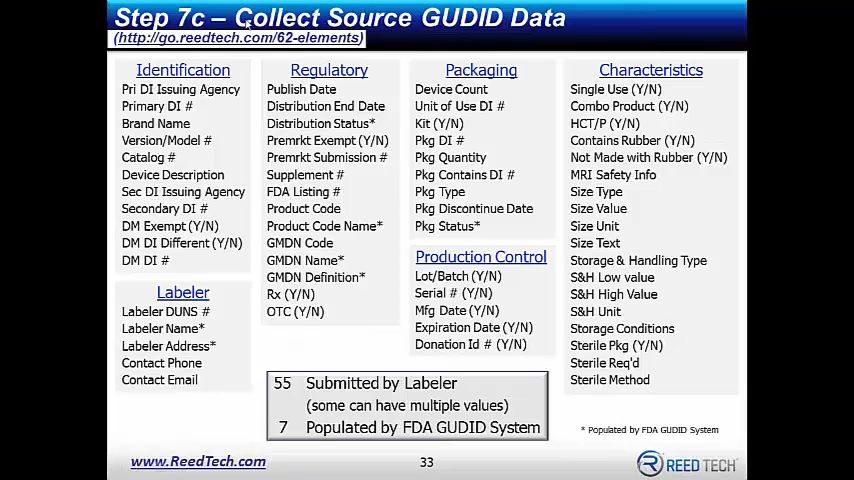 Step 7c – Collect Source GUDID Data
(http://go.reedtech.com/62-elements)
Identification
Pri DI Issuing Agency
Primary DI #
Brand Name
Version/Model #
Catalog #
Device Description
Sec DI Issuing Agency
Secondary DI #
DM Exempt (Y/N)
DM DI Different (Y/N)
DM DI #
Labeler
Labeler DUNS #
Labeler Name*
Labeler Address*
Contact Phone
Contact Email
Regulatory
Publish Date
Distribution End Date
Distribution Status*
Premrkt Exempt (Y/N)
Premrkt Submission #
Supplement #
FDA Listing #
Product Code
Product Code Name*
GMDN Code
GMDN Name*
GMDN Definition*
Rx (Y/N)
OTC (Y/N)
Packaging
Device Count
Unit of Use DI #
Kit (Y/N)
Pkg DI #
Pkg Quantity
Pkg Contains DI #
Pkg Type
Pkg Discontinue Date
Pkg Status*
Production Control
Lot/Batch (Y/N)
Serial # (Y/N)
Mfg Date (Y/N)
Expiration Date (Y/N)
Donation Id # (Y/N)
Characteristics
Single Use (Y/N)
Combo Product (Y/N)
HCT/P (Y/N)
Contains Rubber (Y/N)
Not Made with Rubber (Y/N)
MRI Safety Info
Size Type
Size Value
Size Unit
Size Text
Storage & Handling Type
S&H Low value
S&H High Value
S&H Unit
Storage Conditions
Sterile Pkg (Y/N)
Sterile Req'd
Sterile Method
55 Submitted by Labeler
(some can have multiple values)
7 Populated by FDA GUDID System
* Populated by FDA GUDID System
www.ReedTech.com
33
REED TECH